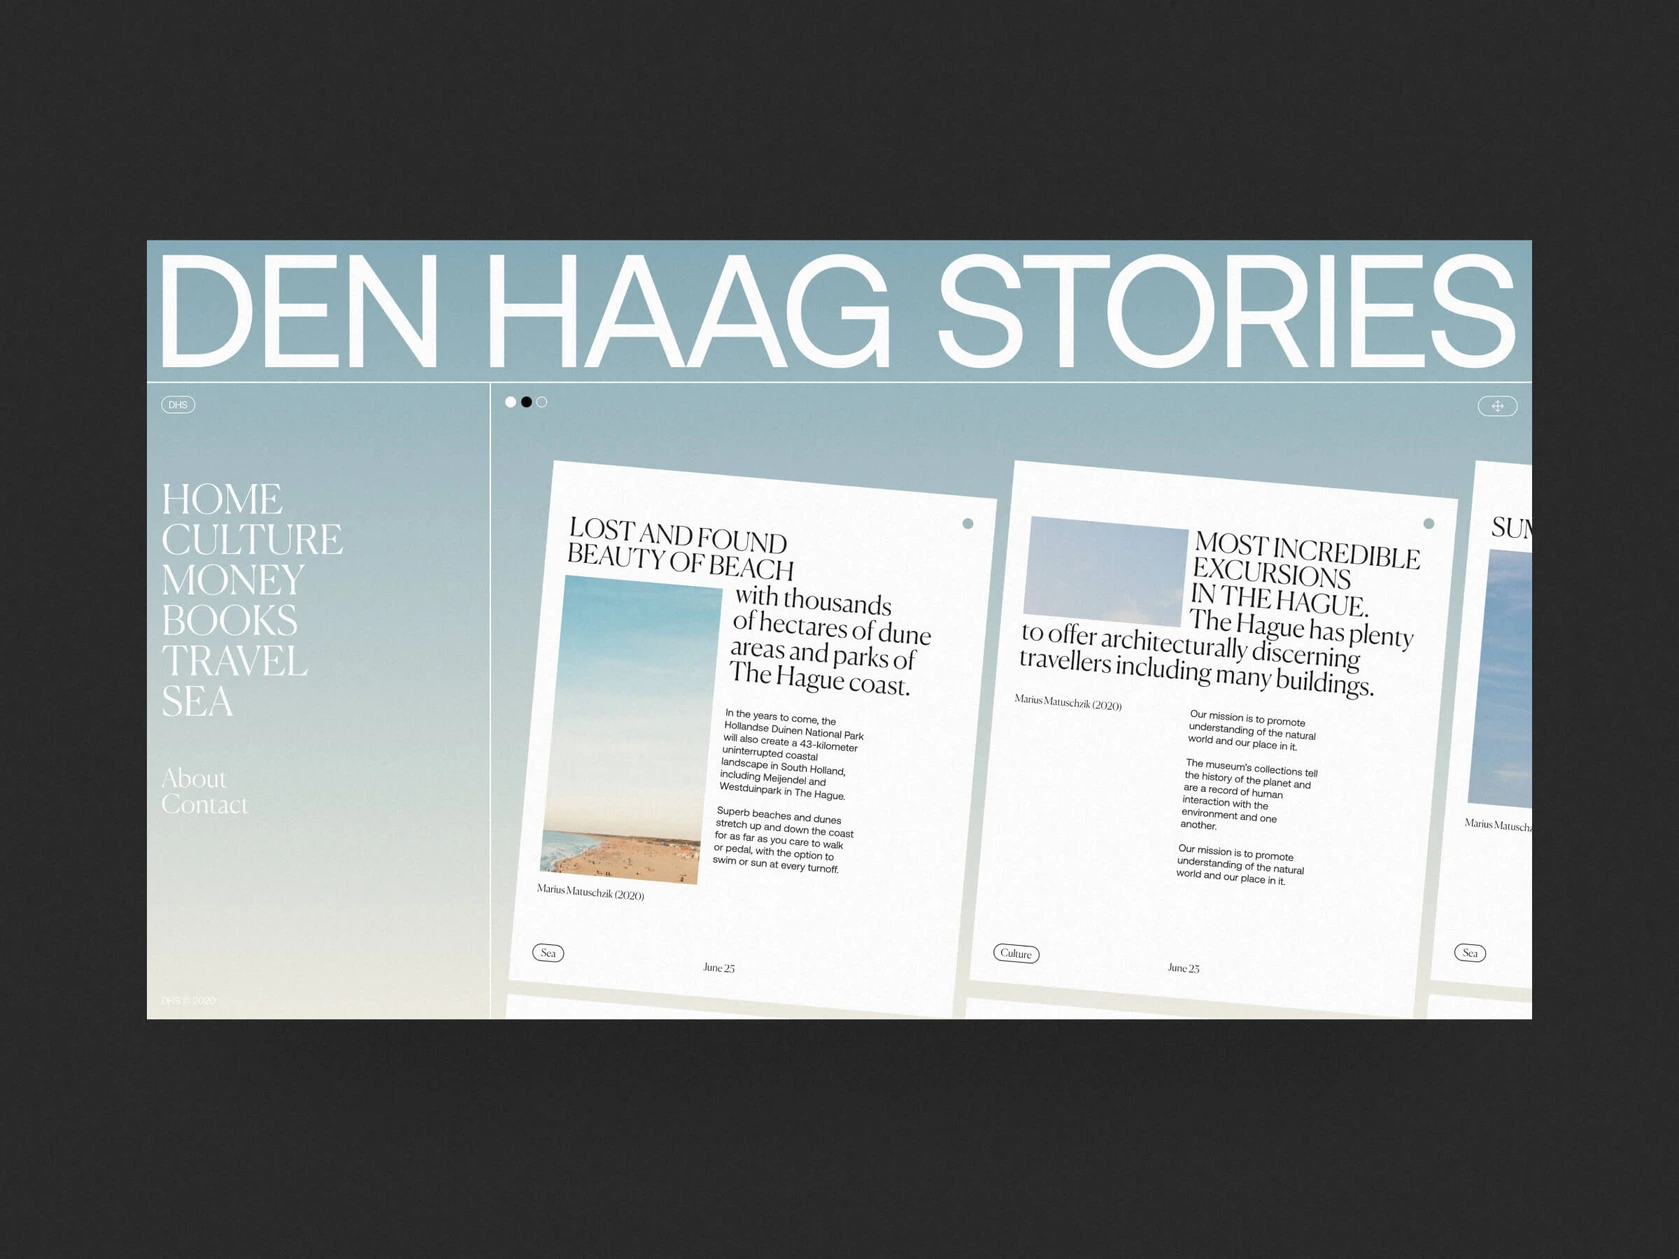 DEN HAAG STORIES
DHS
HOME
CULTURE
MONEY
BOOKS
TRAVEL
SEA
About
Contact
DHS © 2020
LOST AND FOUND
BEAUTY OF BEACH
with thousands
of hectares of dune
areas and parks of
The Hague coast.
In the years to come, the
Hollandse Duinen National Park
will also create a 43-kilometer
uninterrupted coastal
landscape in South Holland,
including Meijendel and
Westduinpark in The Hague.
Superb beaches and dunes
stretch up and down the coast
for as far as you care to walk
or pedal, with the option to
swim or sun at every turnoff.
Marius Matuschzik (2020)
Sea
June 25
MOST INCREDIBLE
EXCURSIONS
IN THE HAGUE.
The Hague has plenty
to offer architecturally discerning
travellers including many buildings.
Marius Matuschzik (2020)
Our mission is to promote
understanding of the natural
world and our place in it.
The museum's collections tell
the history of the planet and
are a record of human
interaction with the
environment and one
another.
Our mission is to promote
understanding of the natural
world and our place in it.
Culture
June 25
Marius
Sea